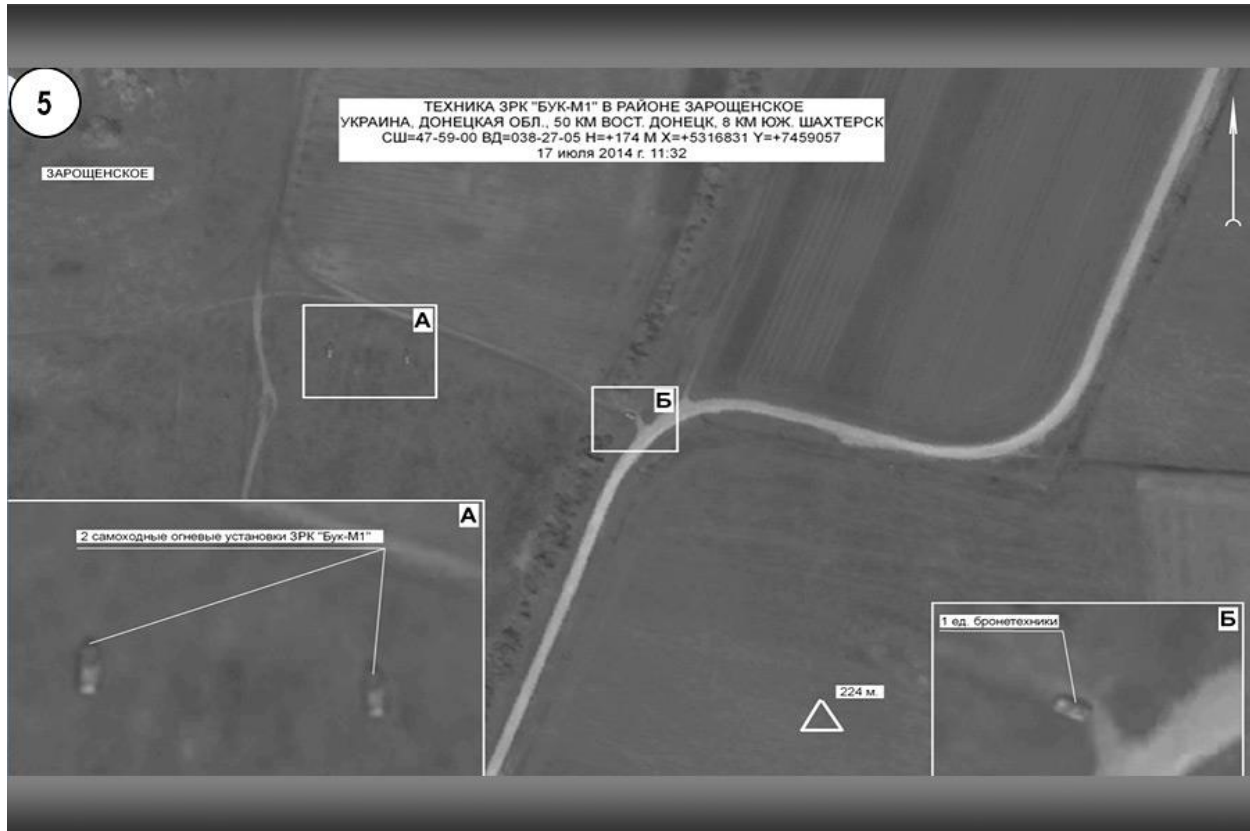 5
ТЕХНИКА ЗРК "БУК-М1" В РАЙОНЕ ЗАРОЩЕНСКОЕ
УКРАИНА, ДОНЕЦКАЯ ОБЛ., 50 КМ ВОСТ. ДОНЕЦК, 8 КМ ЮЖ. ШАХТЕРСК
СШ=47-59-00 ВД=038-27-05 Н=+174 М Х=+5316831 Y=+7459057
17 июля 2014 г. 11:32
ЗАРОЩЕНСКОЕ
А
Б
А
2 самоходные огневые установки ЗРК "Бук-М1"
Б
1 ед. бронетехники
224 м.